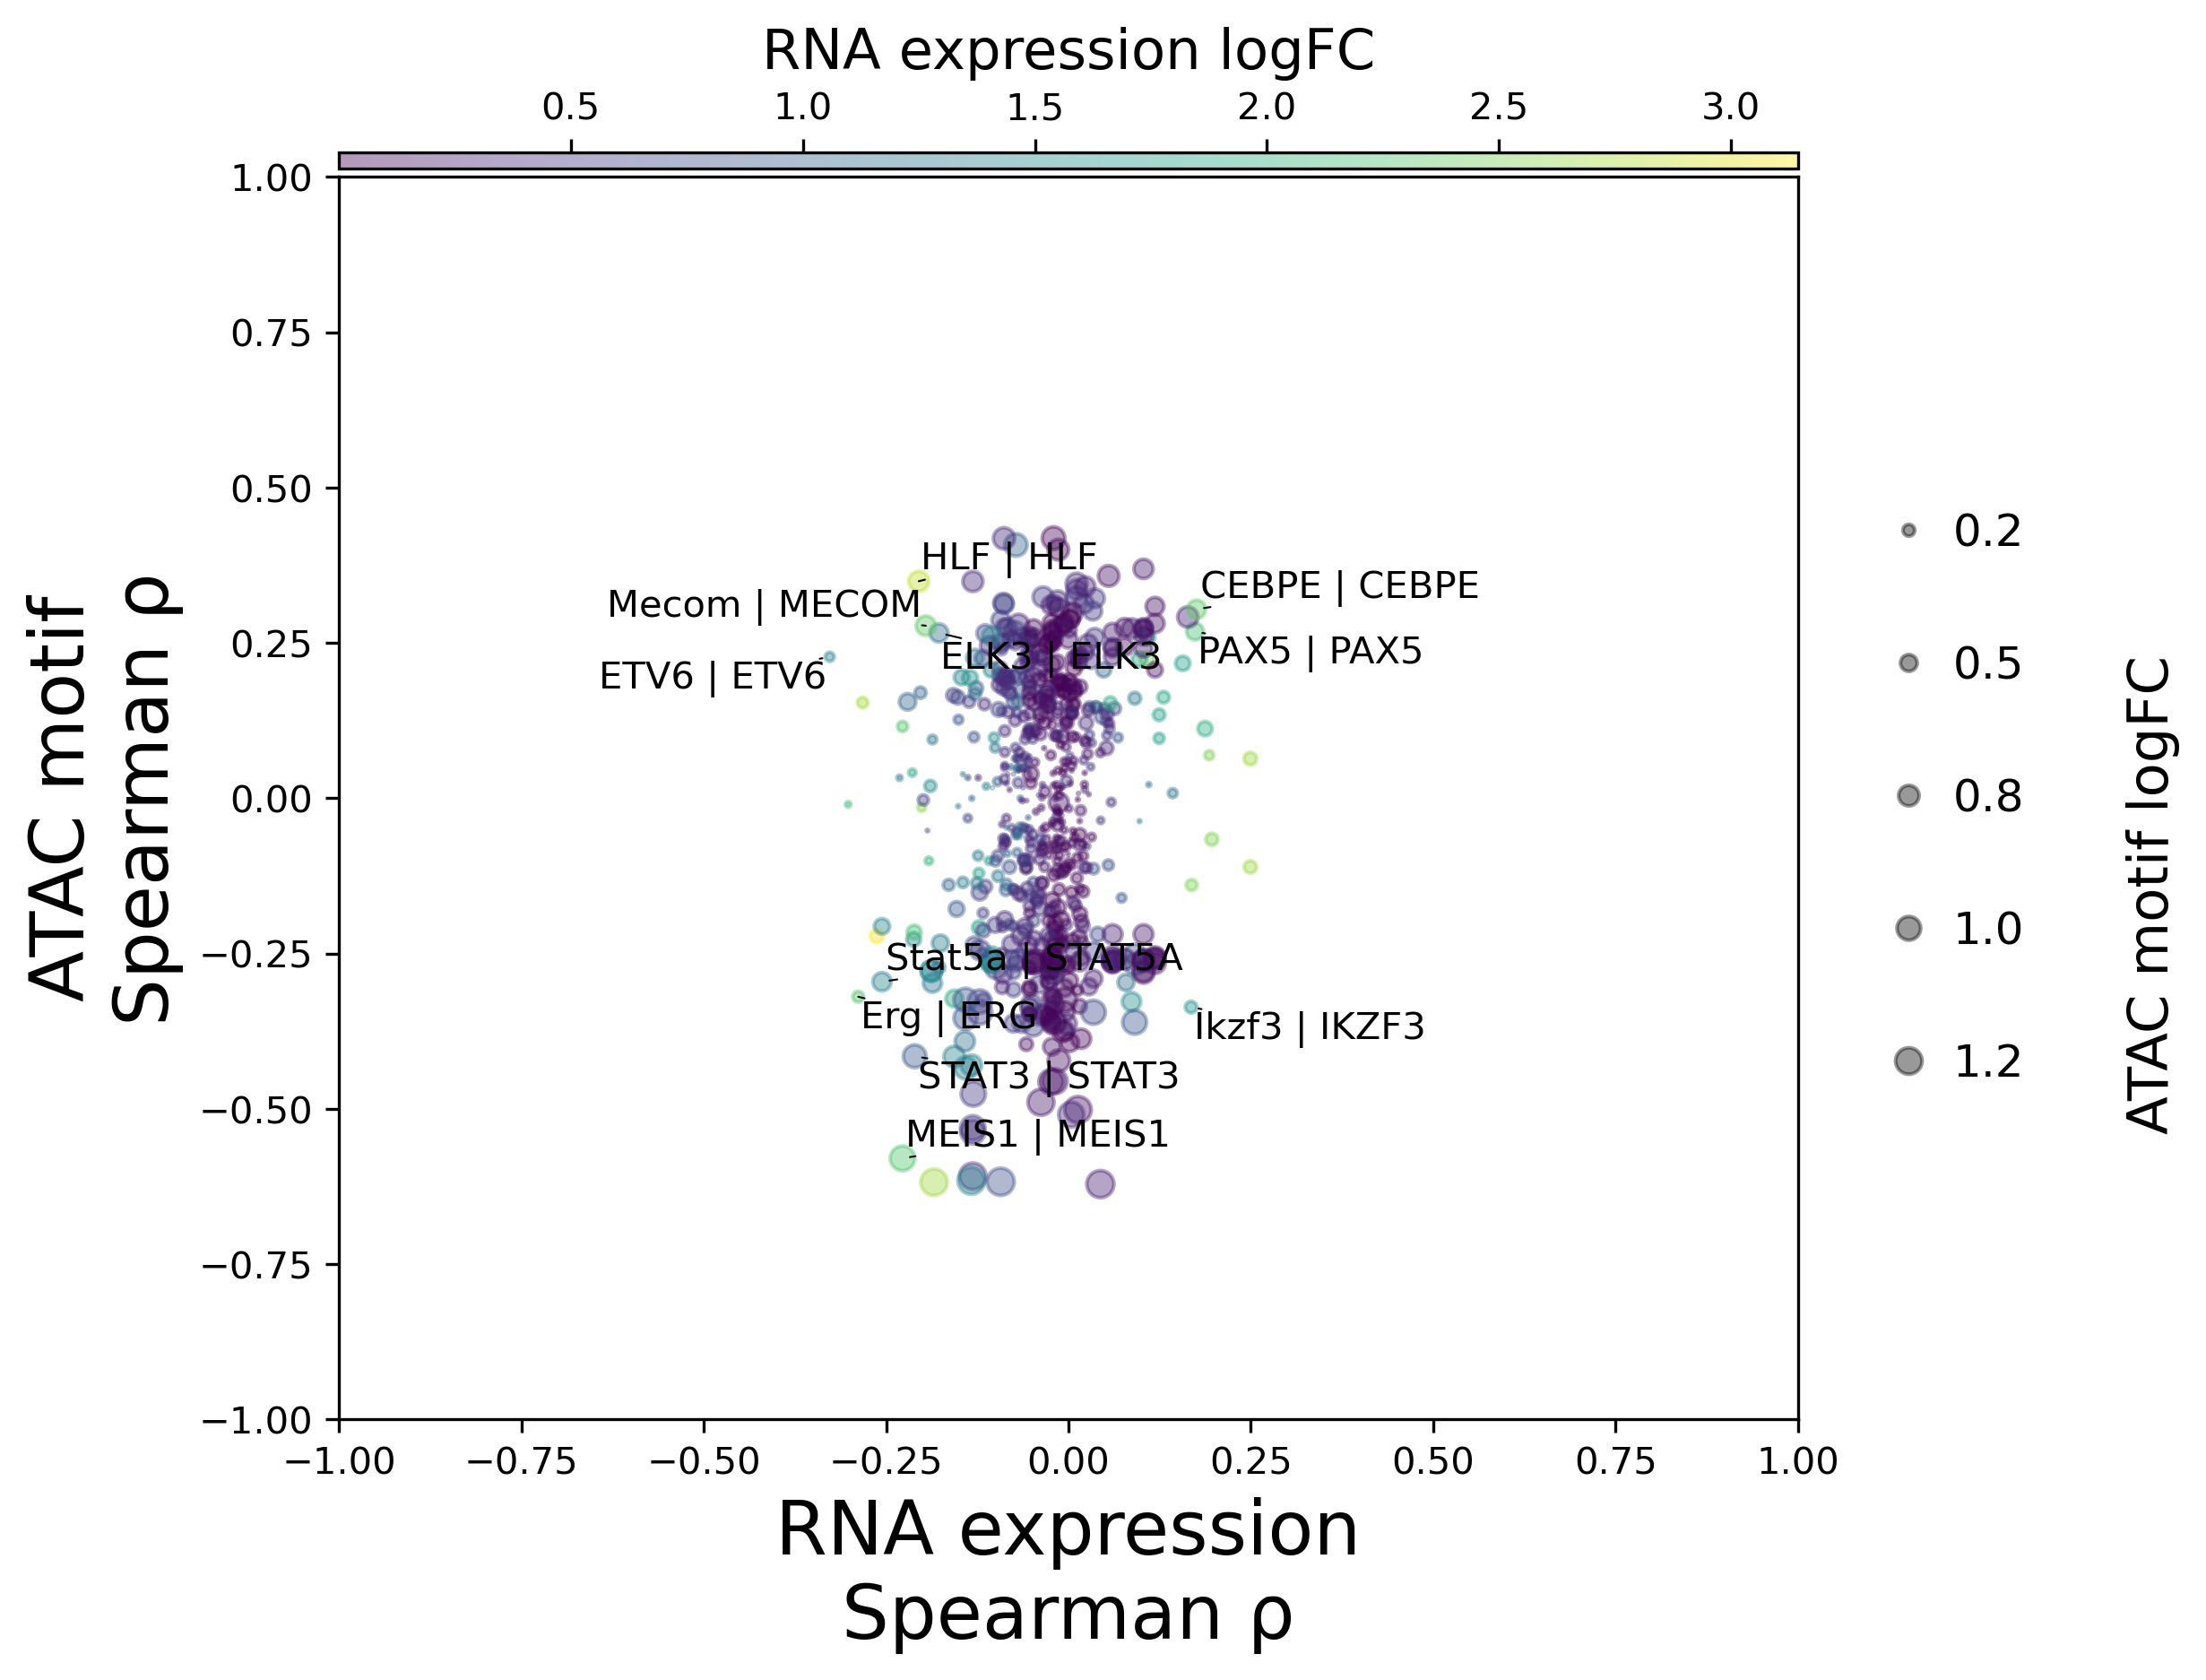 RNA expression logFC
0.5 1.0 1.5 2.0 2.5 3.0
1.00
0.75
0.50
0.25
0.00
−0.25
−0.50
−0.75
−1.00
ATAC motif
Spearman ρ
HLF | HLF
Mecom | MECOM
CEBPE | CEBPE
ELK3 | ELK3
PAX5 | PAX5
ETV6 | ETV6
Stat5a | STAT5A
Erg | ERG
Ikzf3 | IKZF3
STAT3 | STAT3
MEIS1 | MEIS1
−1.00 −0.75 −0.50 −0.25 0.00 0.25 0.50 0.75 1.00
RNA expression
Spearman ρ
0.2
0.5
0.8
1.0
1.2
ATAC motif logFC